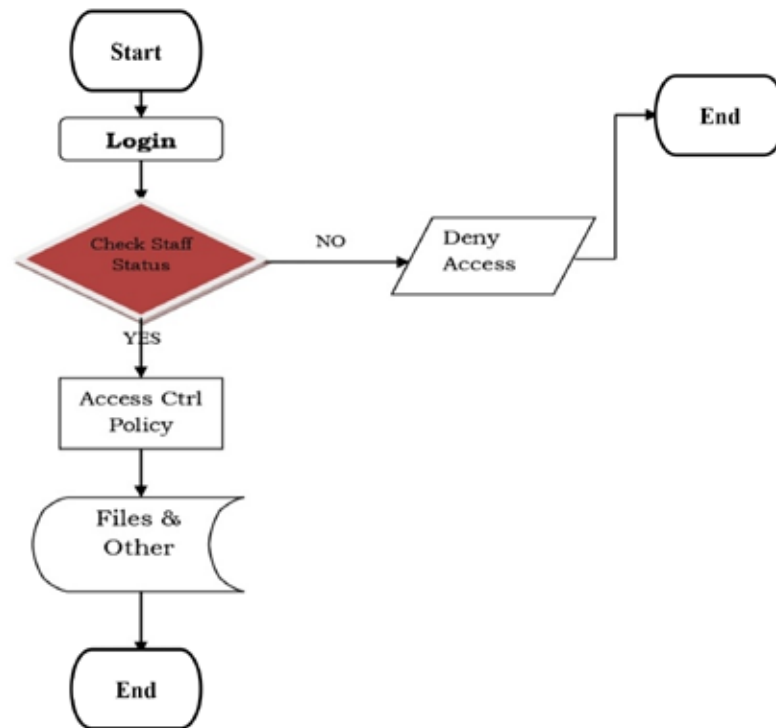 Start
End
Login
Check Staff
Status
NO
Deny
Access
YES
Access Ctrl
Policy
Files &
Other
End